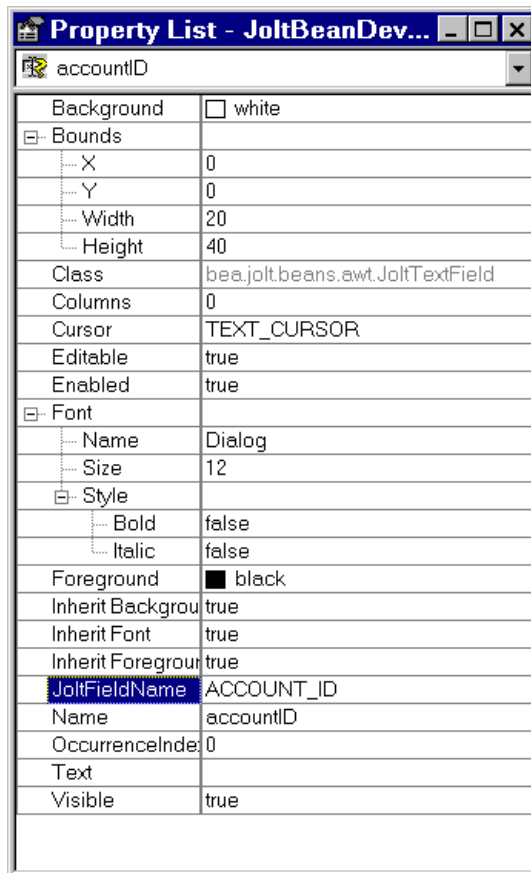 Property List - JoltBeanDev...
accountID
Background white
Bounds
X 0
Y 0
Width 20
Height 40
Class bea.jolt.beans.awt.JoltTextField
Columns 0
Cursor TEXT_CURSOR
Editable true
Enabled true
Font
Name Dialog
Size 12
Style
Bold false
Italic false
Foreground black
Inherit Backgrou true
Inherit Font true
Inherit Foregrour true
JoltFieldName ACCOUNT_ID
Name accountID
OccurrenceInde: 0
Text
Visible true